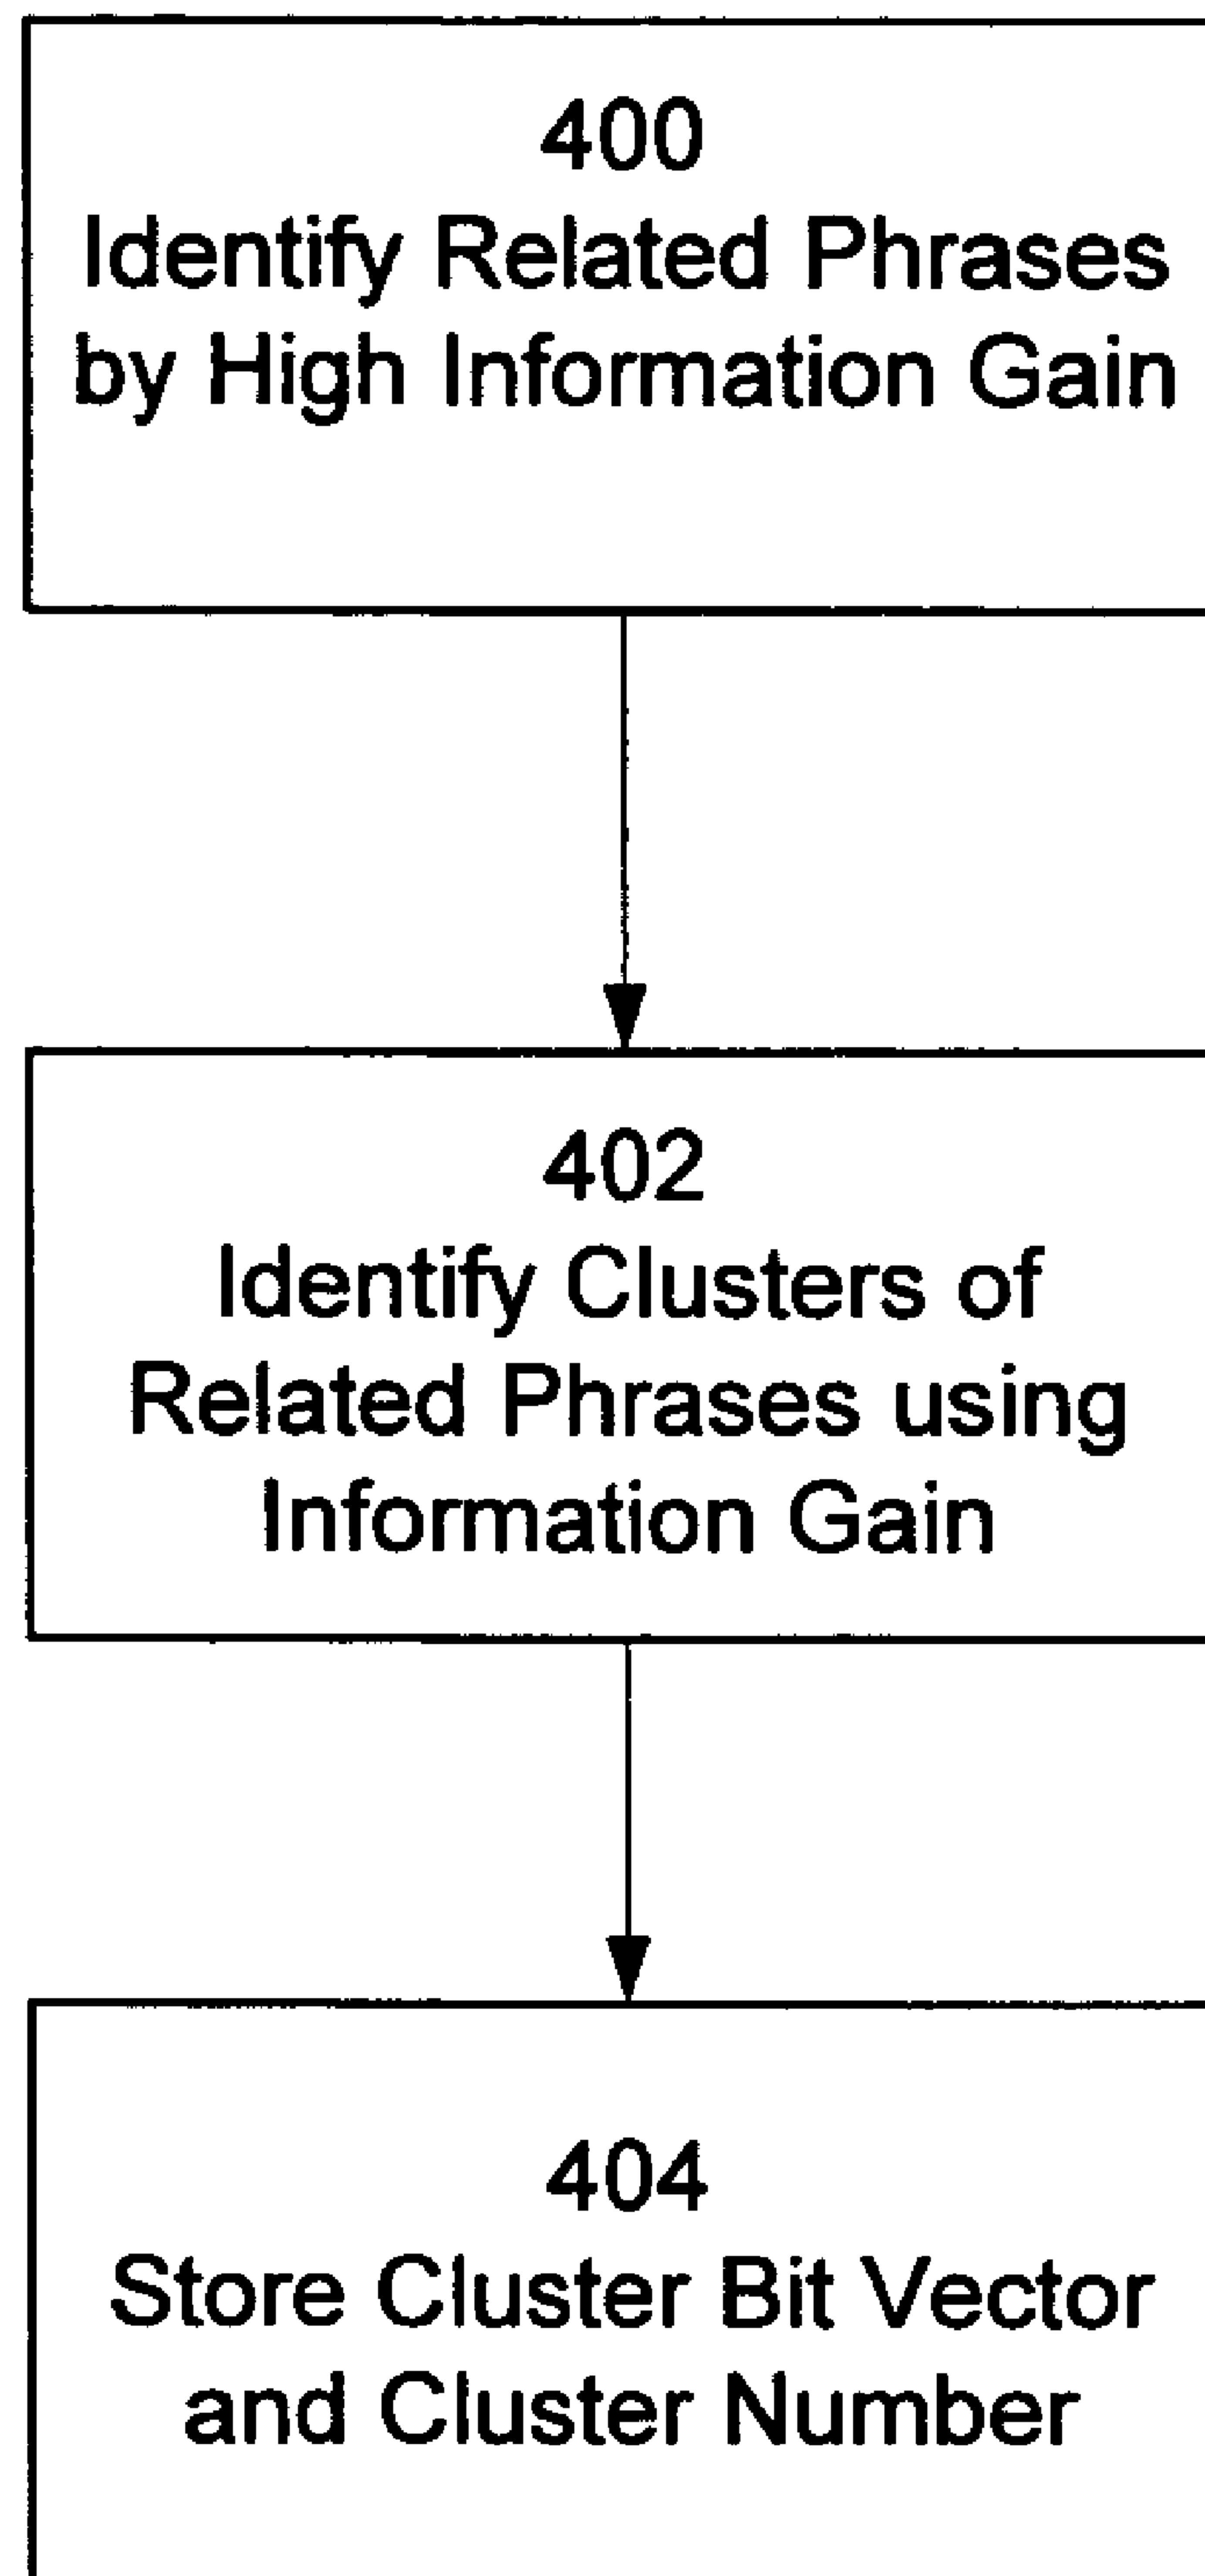 400
Identify Related Phrases
by High Information Gain
402
Identify Clusters of
Related Phrases using
Information Gain
404
Store Cluster Bit Vector
and Cluster Number